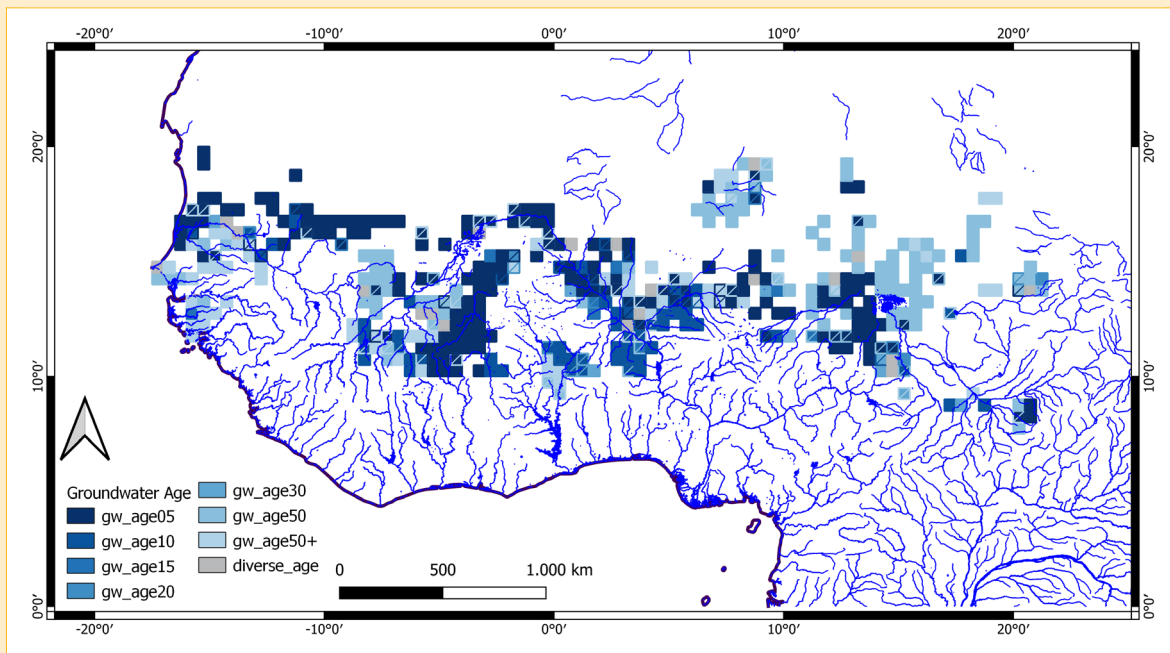 -20°0′ -10°0′ 0°0′ 10°0′ 20°0′
20°0′ 20°0′
10°0′ 10°0′
0°0′ 0°0′
Groundwater Age
gw_age05
gw_age10
gw_age15
gw_age20
gw_age30
gw_age50
gw_age50+
diverse_age
0 500 1.000 km
-20°0′ -10°0′ 0°0′ 10°0′ 20°0′